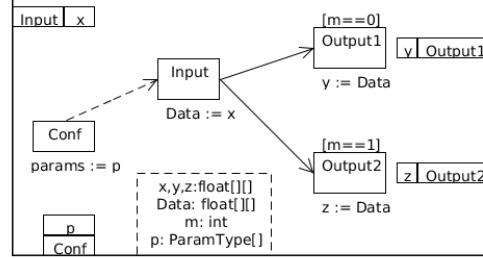 Input x
[m==0]
Output1
y Output1
Input
y := Data
Data := x
Conf
params := p
[m==1]
Output2
z Output2
z := Data
x,y,z:float[][]
Data: float[][]
m: int
p: ParamType[]
p
Conf